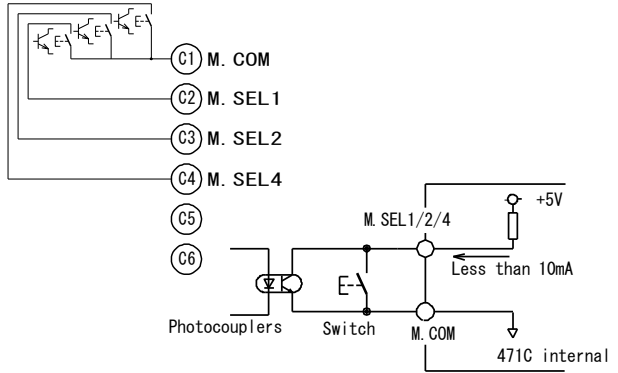 C1 M. COM
C2 M. SEL1
C3 M. SEL2
C4 M. SEL4
C5
C6
M. SEL1/2/4
+5V
Less than 10mA
Photocouplers
Switch
M. COM
471C internal